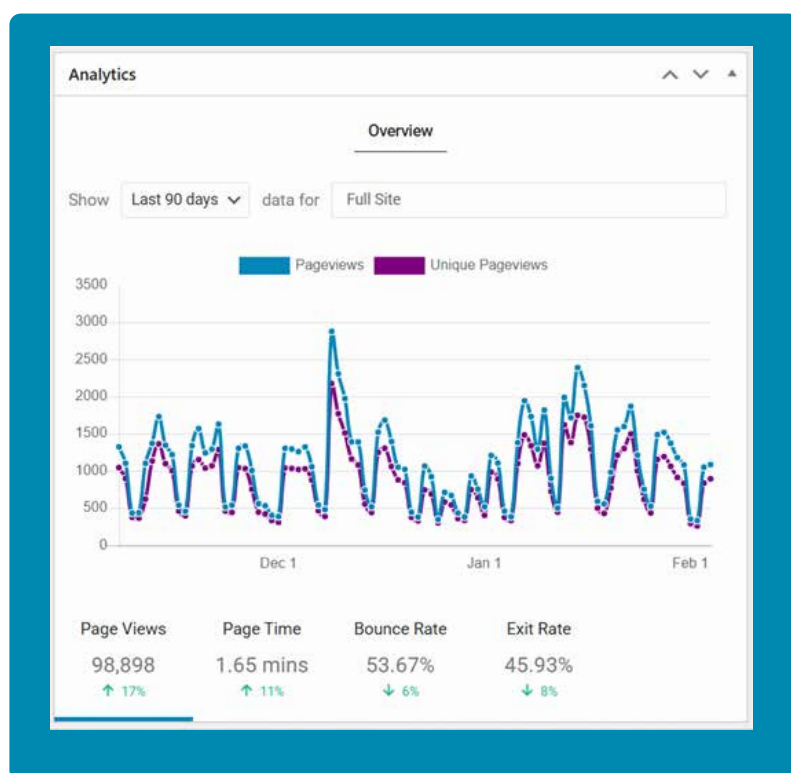 Analytics
Overview
Show Last 90 days data for Full Site
Pageviews Unique Pageviews
3500
3000
2500
2000
1500
1000
500
0
Dec 1 Jan 1 Feb 1
Page Views Page Time Bounce Rate Exit Rate
98,898 1.65 mins 53.67% 45.93%
↑ 17% ↑ 11% ↓ 6% ↓ 8%